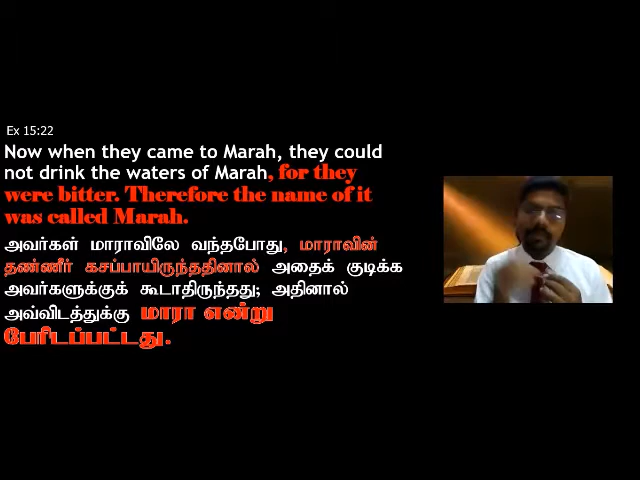 Ex 15:22
Now when they came to Marah, they could
not drink the waters of Marah, for they
were bitter. Therefore the name of it
was called Marah.
அவர்கள் மாராவிலே வந்தபோது, மாராவின்
தண்ணீர் கசப்பாயிருந்ததினால் அதைக் குடிக்க
அவர்களுக்குக் கூடாதிருந்தது; அதினால்
அவ்விடத்துக்கு மாரா என்று
பேரிடப்பட்டது.